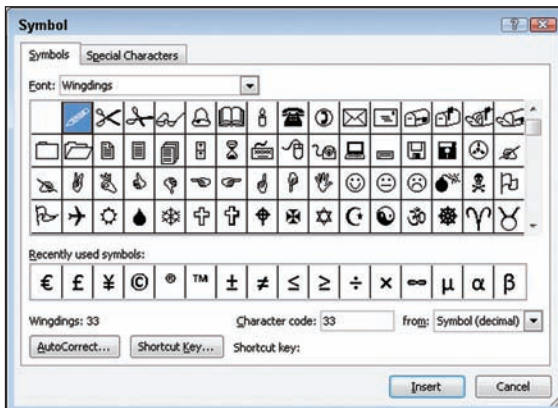 Symbol
Symbols Special Characters
Font: Wingdings
Recently used symbols:
€ £ ¥ © ® ™ ± ≠ ≤ ≥ ÷ × ∞ µ α β
Wingdings: 33 Character code: 33 from: Symbol (decimal)
AutoCorrect... Shortcut Key... Shortcut key:
Insert Cancel